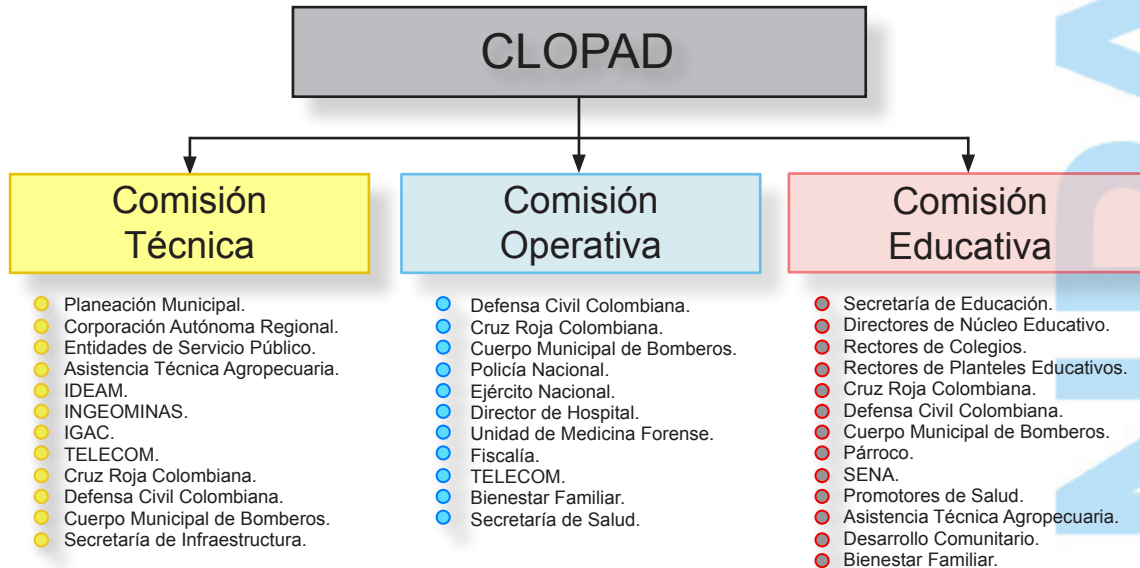 CLOPAD
Comisión
Técnica
Planeación Municipal.
Corporación Autónoma Regional.
Entidades de Servicio Público.
Asistencia Técnica Agropecuaria.
IDEAM.
INGEOMINAS.
IGAC.
TELECOM.
Cruz Roja Colombiana.
Defensa Civil Colombiana.
Cuerpo Municipal de Bomberos.
Secretaría de Infraestructura.
Comisión
Operativa
Defensa Civil Colombiana.
Cruz Roja Colombiana.
Cuerpo Municipal de Bomberos.
Policía Nacional.
Ejército Nacional.
Director de Hospital.
Unidad de Medicina Forense.
Fiscalía.
TELECOM.
Bienestar Familiar.
Secretaría de Salud.
Comisión
Educativa
Secretaría de Educación.
Directores de Núcleo Educativo.
Rectores de Colegios.
Rectores de Planteles Educativos.
Cruz Roja Colombiana.
Defensa Civil Colombiana.
Cuerpo Municipal de Bomberos.
Párroco.
SENA.
Promotores de Salud.
Asistencia Técnica Agropecuaria.
Desarrollo Comunitario.
Bienestar Familiar.